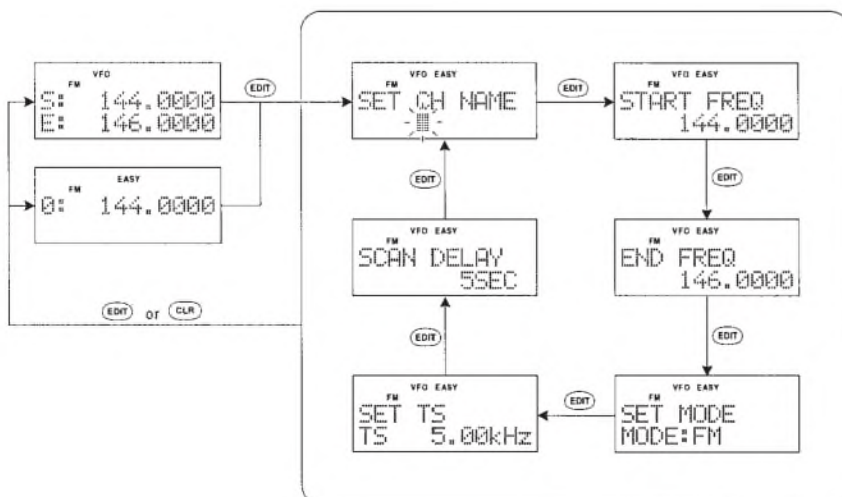 VFO
FM
S: 144.0000
E: 146.0000
EDIT
VFO EASY
FM
SET CH NAME
EDIT
VFO EASY
FM
START FREQ
144.0000
EASY
FM
0: 144.0000
EDIT
EDIT
VFO EASY
FM
SCAN DELAY
5SEC
VFO EASY
FM
END FREQ
146.0000
EDIT or CLR
EDIT
EDIT
VFO EASY
FM
SET TS
TS 5.00kHz
EDIT
VFO EASY
FM
SET MODE
MODE:FM